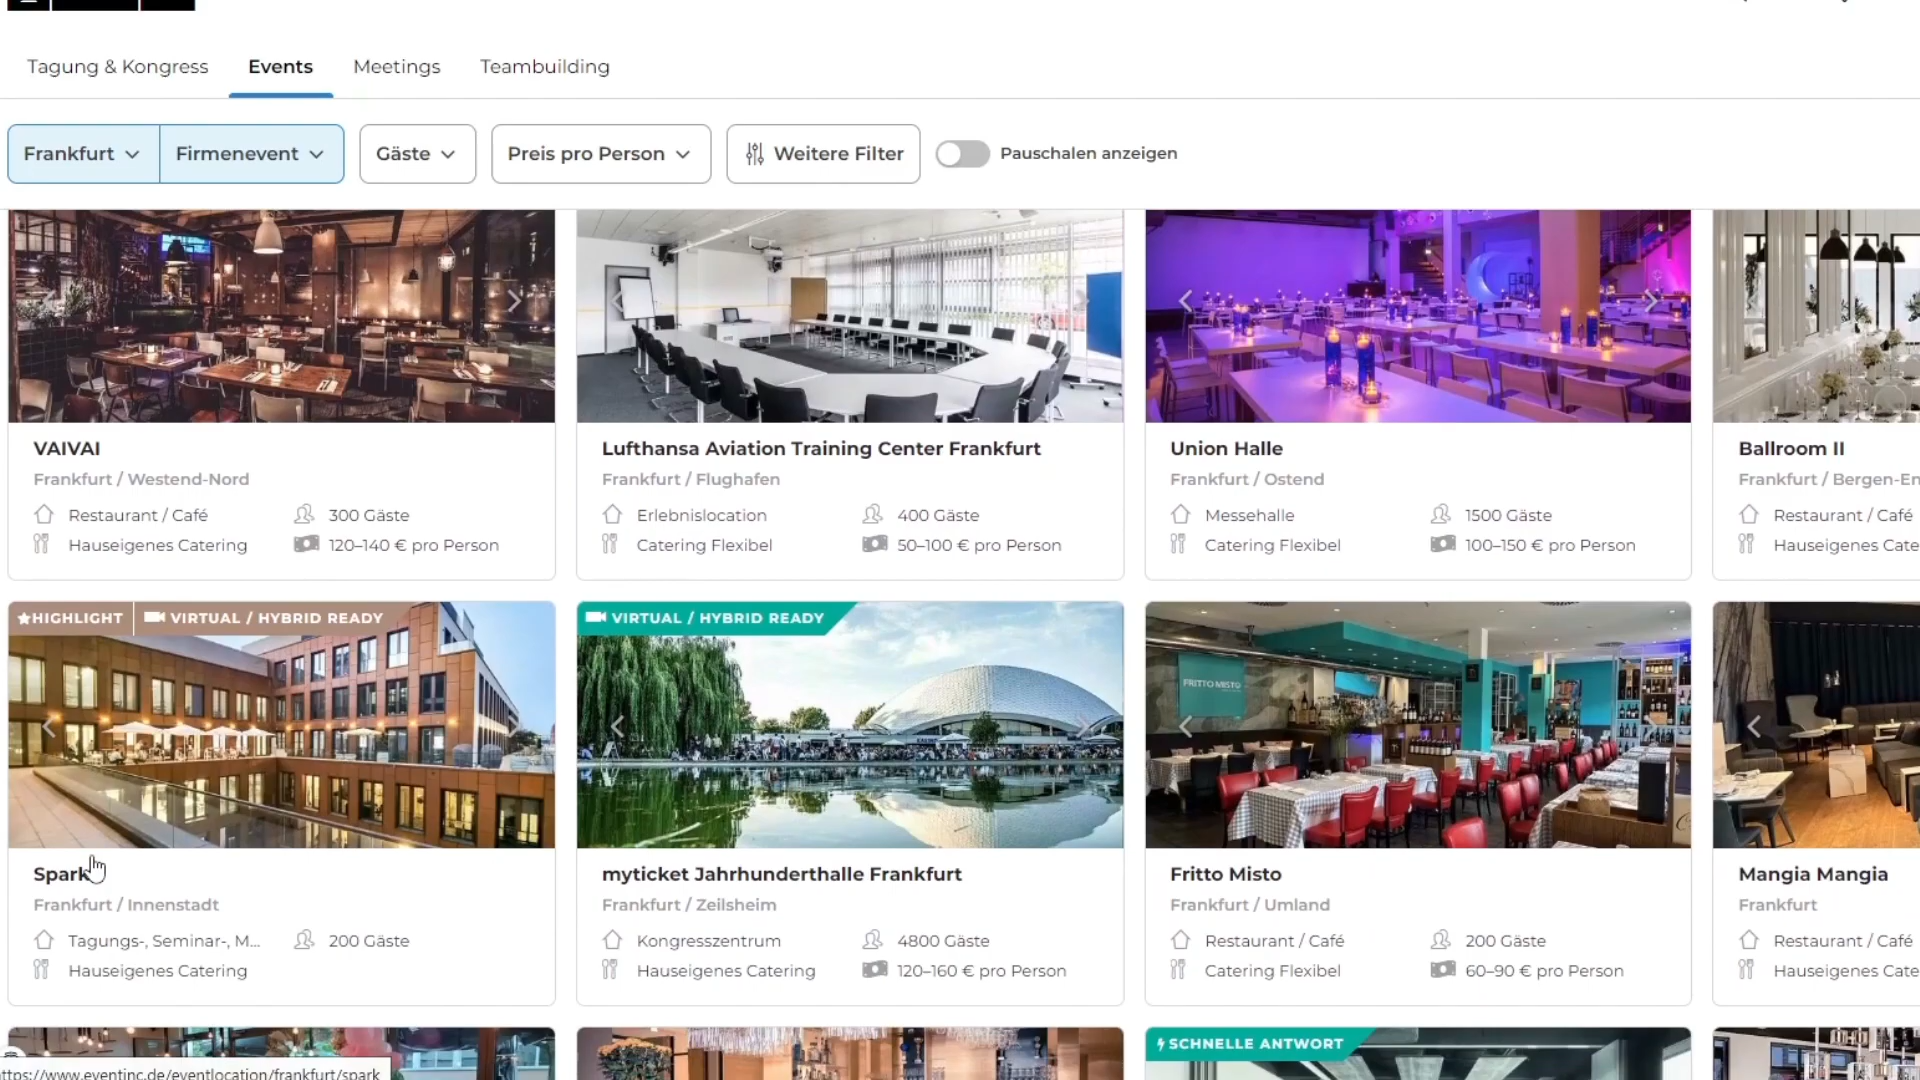 Tagung & Kongress Events Meetings Teambuilding
Frankfurt Firmenevent Gäste Preis pro Person Weitere Filter Pauschalen anzeigen
VAIVAI
Frankfurt / Westend-Nord
Restaurant / Café 300 Gäste
Hauseigenes Catering 120–140 € pro Person
Lufthansa Aviation Training Center Frankfurt
Frankfurt / Flughafen
Erlebnislocation 400 Gäste
Catering Flexibel 50–100 € pro Person
Union Halle
Frankfurt / Ostend
Messehalle 1500 Gäste
Catering Flexibel 100–150 € pro Person
Ballroom II
Frankfurt / Bergen-En
Restaurant / Café
Hauseigenes Cate
HIGHLIGHT VIRTUAL / HYBRID READY
Spark
Frankfurt / Innenstadt
Tagungs-, Seminar-, M... 200 Gäste
Hauseigenes Catering
VIRTUAL / HYBRID READY
myticket Jahrhunderthalle Frankfurt
Frankfurt / Zeilsheim
Kongresszentrum 4800 Gäste
Hauseigenes Catering 120–160 € pro Person
FRITTO MISTO
Fritto Misto
Frankfurt / Umland
Restaurant / Café 200 Gäste
Catering Flexibel 60–90 € pro Person
Mangia Mangia
Frankfurt
Restaurant / Café
Hauseigenes Cate
SCHNELLE ANTWORT
ttps://www.eventinc.de/eventlocation/frankfurt/spark